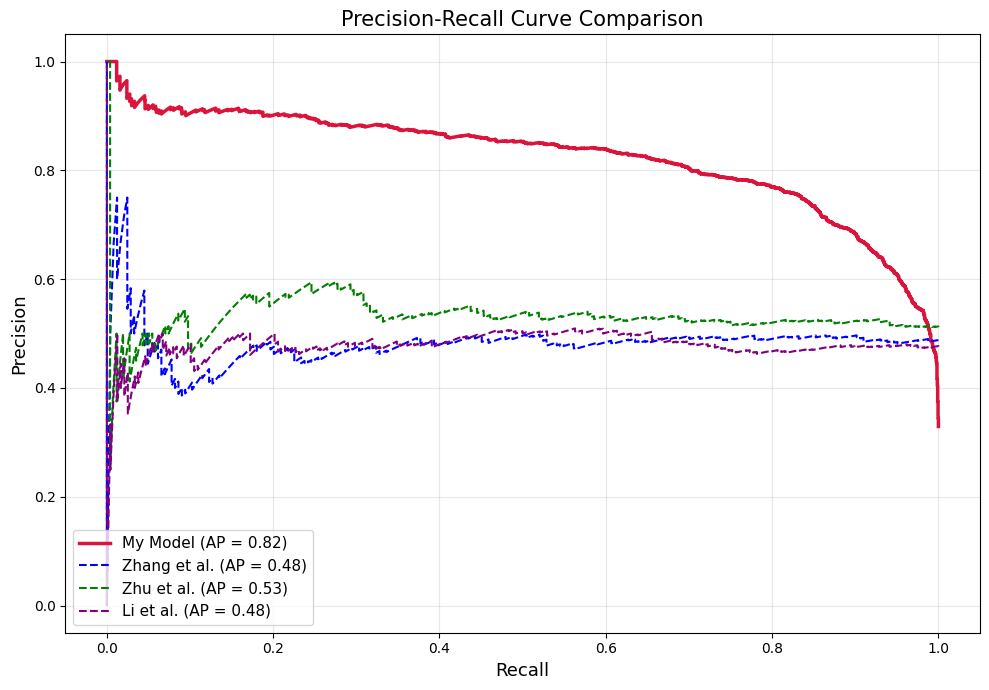 Precision-Recall Curve Comparison
1.0
0.8
0.6
0.4
0.2
0.0
Precision
My Model (AP = 0.82)
Zhang et al. (AP = 0.48)
Zhu et al. (AP = 0.53)
Li et al. (AP = 0.48)
0.0 0.2 0.4 0.6 0.8 1.0
Recall